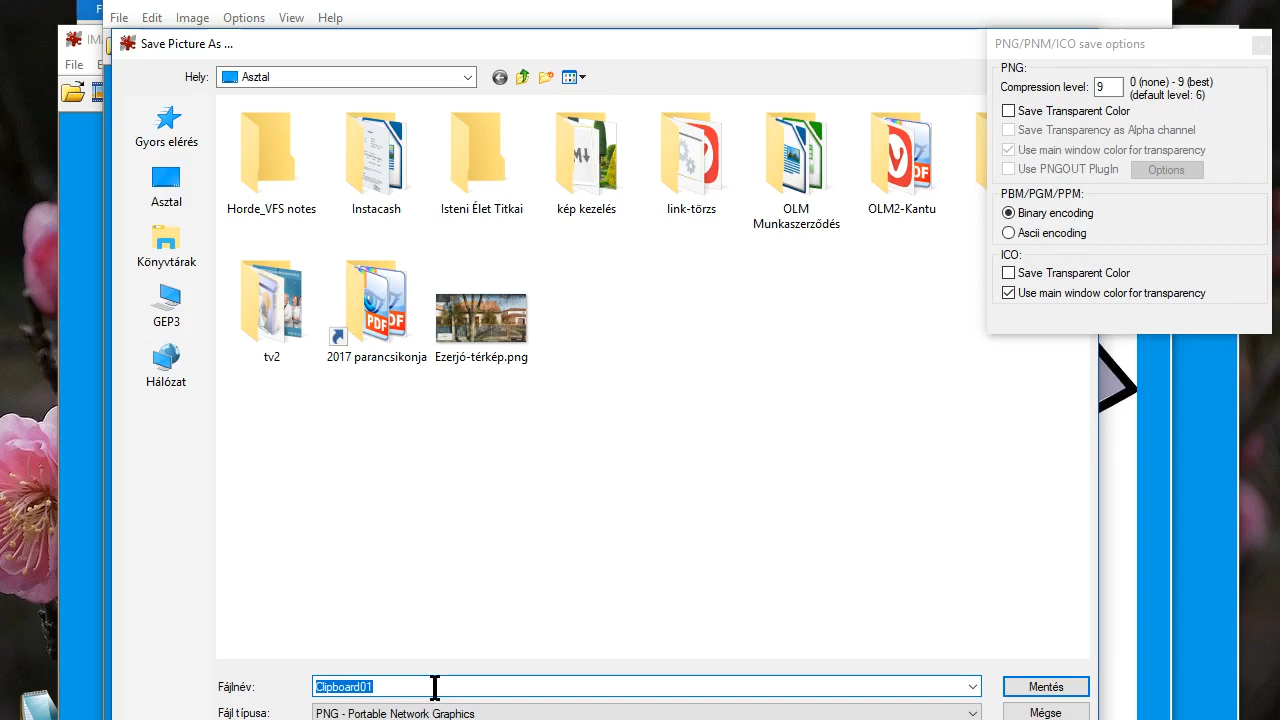 File Edit Image Options View Help
File
Save Picture As ...
PNG/PNM/ICO save options
Hely: Asztal
PNG:
Compression level: 9 0 (none) - 9 (best)
(default level: 6)
Save Transparent Color
Save Transparency as Alpha channel
Use main window color for transparency
Use PNGOUT PlugIn Options
PBM/PGM/PPM:
Binary encoding
Ascii encoding
ICO:
Save Transparent Color
Use main window color for transparency
Gyors elérés
Asztal
Könyvtárak
GEP3
Hálózat
Horde_VFS notes
Instacash
Isteni Élet Titkai
kép kezelés
link-törzs
OLM
Munkaszerződés
OLM2-Kantu
tv2
PDF
2017 parancsikonja
Ezerjó-térkép.png
Fájlnév: Clipboard01 Mentés
Fájl típusa: PNG - Portable Network Graphics Mégse